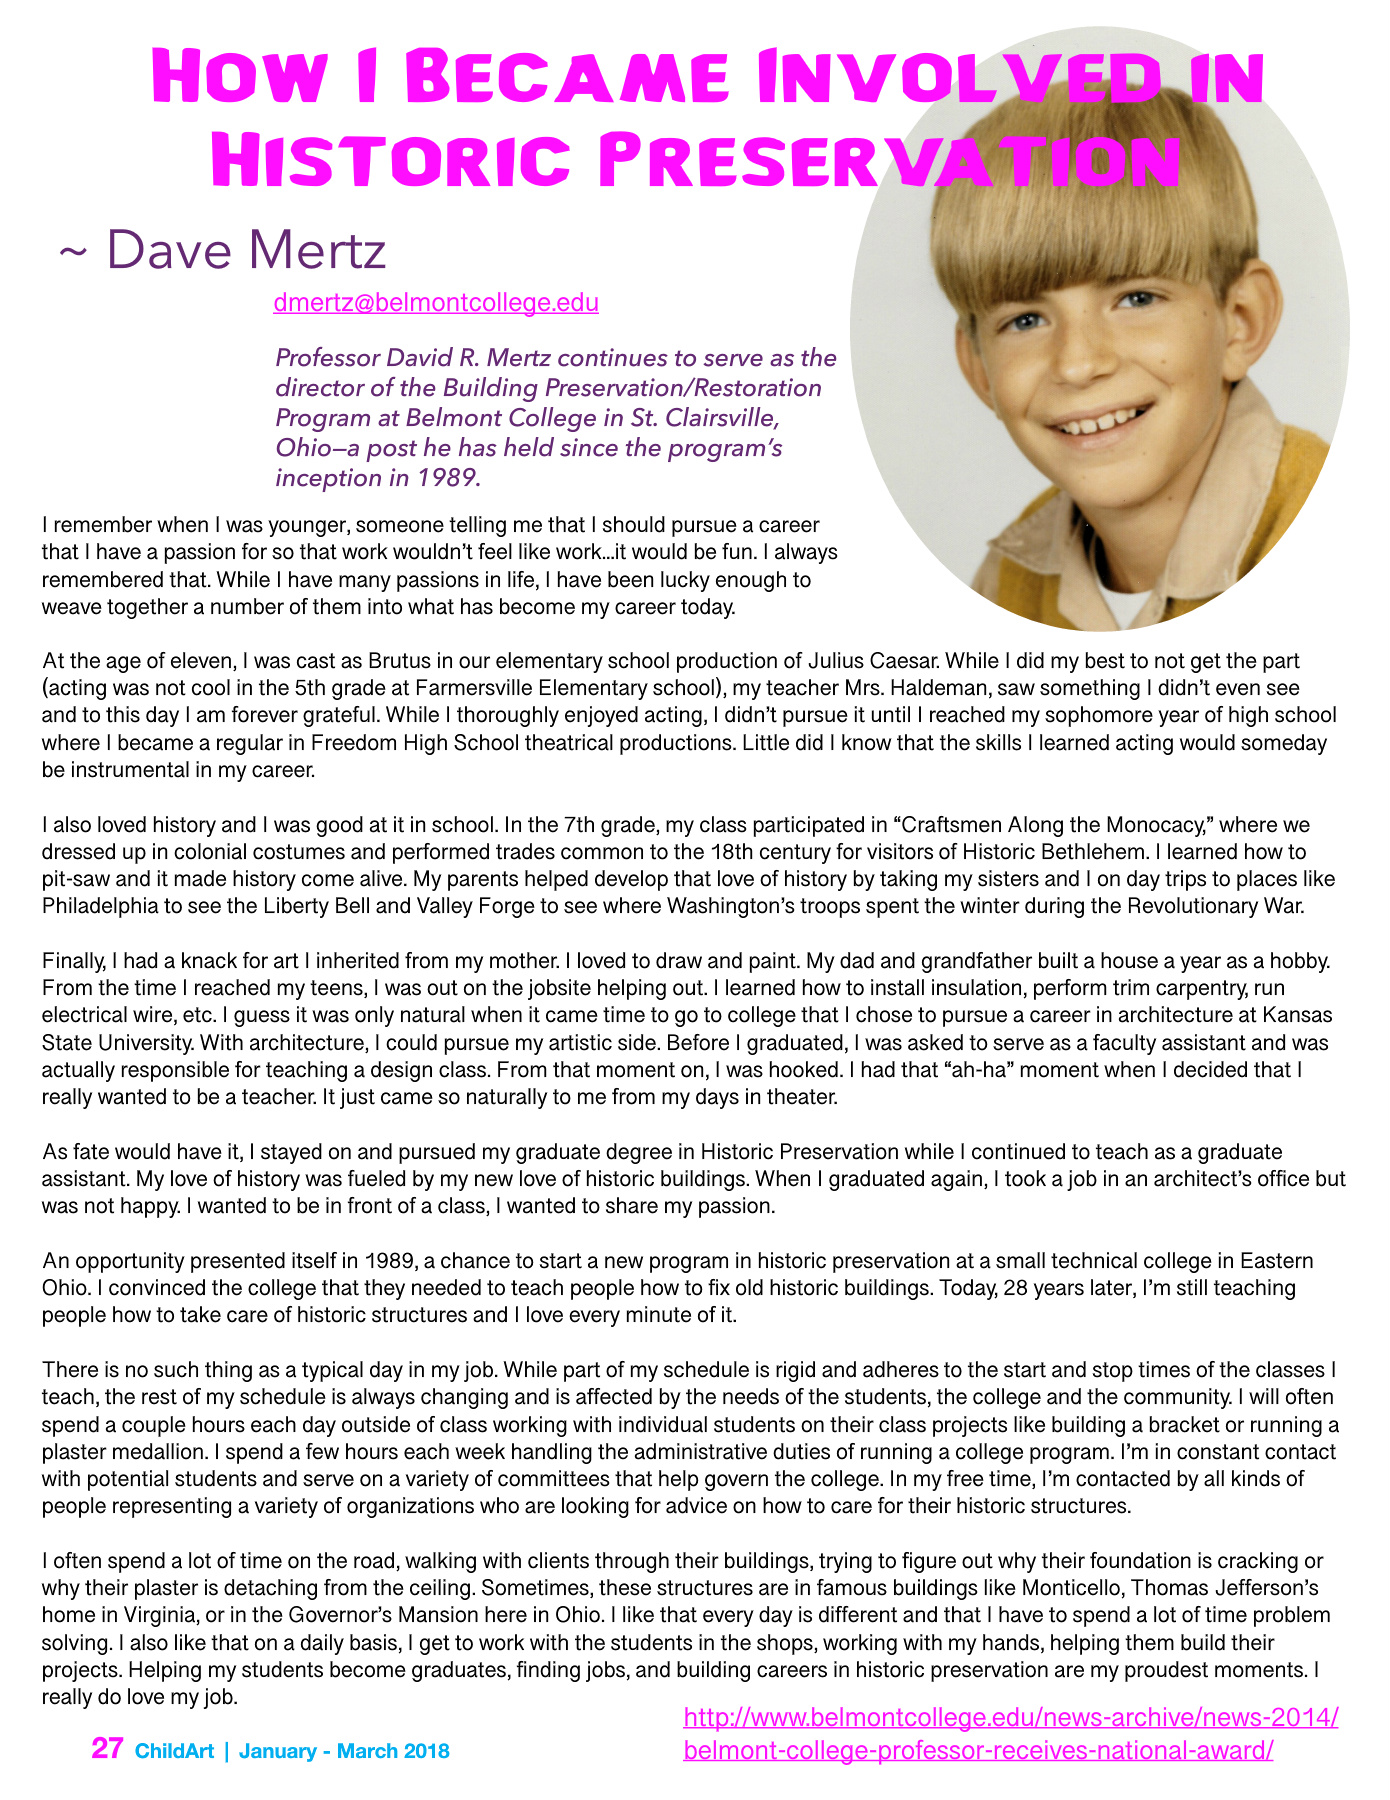 How I Became Involved in
Historic Preservation
~ Dave Mertz
dmertz@belmontcollege.edu
Professor David R. Mertz continues to serve as the
director of the Building Preservation/Restoration
Program at Belmont College in St. Clairsville,
Ohio—a post he has held since the program's
inception in 1989.
I remember when I was younger, someone telling me that I should pursue a career
that I have a passion for so that work wouldn't feel like work...it would be fun. I always
remembered that. While I have many passions in life, I have been lucky enough to
weave together a number of them into what has become my career today.
At the age of eleven, I was cast as Brutus in our elementary school production of Julius Caesar. While I did my best to not get the part
(acting was not cool in the 5th grade at Farmersville Elementary school), my teacher Mrs. Haldeman, saw something I didn't even see
and to this day I am forever grateful. While I thoroughly enjoyed acting, I didn't pursue it until I reached my sophomore year of high school
where I became a regular in Freedom High School theatrical productions. Little did I know that the skills I learned acting would someday
be instrumental in my career.
I also loved history and I was good at it in school. In the 7th grade, my class participated in “Craftsmen Along the Monocacy,” where we
dressed up in colonial costumes and performed trades common to the 18th century for visitors of Historic Bethlehem. I learned how to
pit-saw and it made history come alive. My parents helped develop that love of history by taking my sisters and I on day trips to places like
Philadelphia to see the Liberty Bell and Valley Forge to see where Washington's troops spent the winter during the Revolutionary War.
Finally, I had a knack for art I inherited from my mother. I loved to draw and paint. My dad and grandfather built a house a year as a hobby.
From the time I reached my teens, I was out on the jobsite helping out. I learned how to install insulation, perform trim carpentry, run
electrical wire, etc. I guess it was only natural when it came time to go to college that I chose to pursue a career in architecture at Kansas
State University. With architecture, I could pursue my artistic side. Before I graduated, I was asked to serve as a faculty assistant and was
actually responsible for teaching a design class. From that moment on, I was hooked. I had that “ah-ha” moment when I decided that I
really wanted to be a teacher. It just came so naturally to me from my days in theater.
As fate would have it, I stayed on and pursued my graduate degree in Historic Preservation while I continued to teach as a graduate
assistant. My love of history was fueled by my new love of historic buildings. When I graduated again, I took a job in an architect's office but
was not happy. I wanted to be in front of a class, I wanted to share my passion.
An opportunity presented itself in 1989, a chance to start a new program in historic preservation at a small technical college in Eastern
Ohio. I convinced the college that they needed to teach people how to fix old historic buildings. Today, 28 years later, I'm still teaching
people how to take care of historic structures and I love every minute of it.
There is no such thing as a typical day in my job. While part of my schedule is rigid and adheres to the start and stop times of the classes I
teach, the rest of my schedule is always changing and is affected by the needs of the students, the college and the community. I will often
spend a couple hours each day outside of class working with individual students on their class projects like building a bracket or running a
plaster medallion. I spend a few hours each week handling the administrative duties of running a college program. I'm in constant contact
with potential students and serve on a variety of committees that help govern the college. In my free time, I'm contacted by all kinds of
people representing a variety of organizations who are looking for advice on how to care for their historic structures.
I often spend a lot of time on the road, walking with clients through their buildings, trying to figure out why their foundation is cracking or
why their plaster is detaching from the ceiling. Sometimes, these structures are in famous buildings like Monticello, Thomas Jefferson's
home in Virginia, or in the Governor's Mansion here in Ohio. I like that every day is different and that I have to spend a lot of time problem
solving. I also like that on a daily basis, I get to work with the students in the shops, working with my hands, helping them build their
projects. Helping my students become graduates, finding jobs, and building careers in historic preservation are my proudest moments. I
really do love my job.
http://www.belmontcollege.edu/news-archive/news-2014/
belmont-college-professor-receives-national-award/
27 ChildArt | January - March 2018